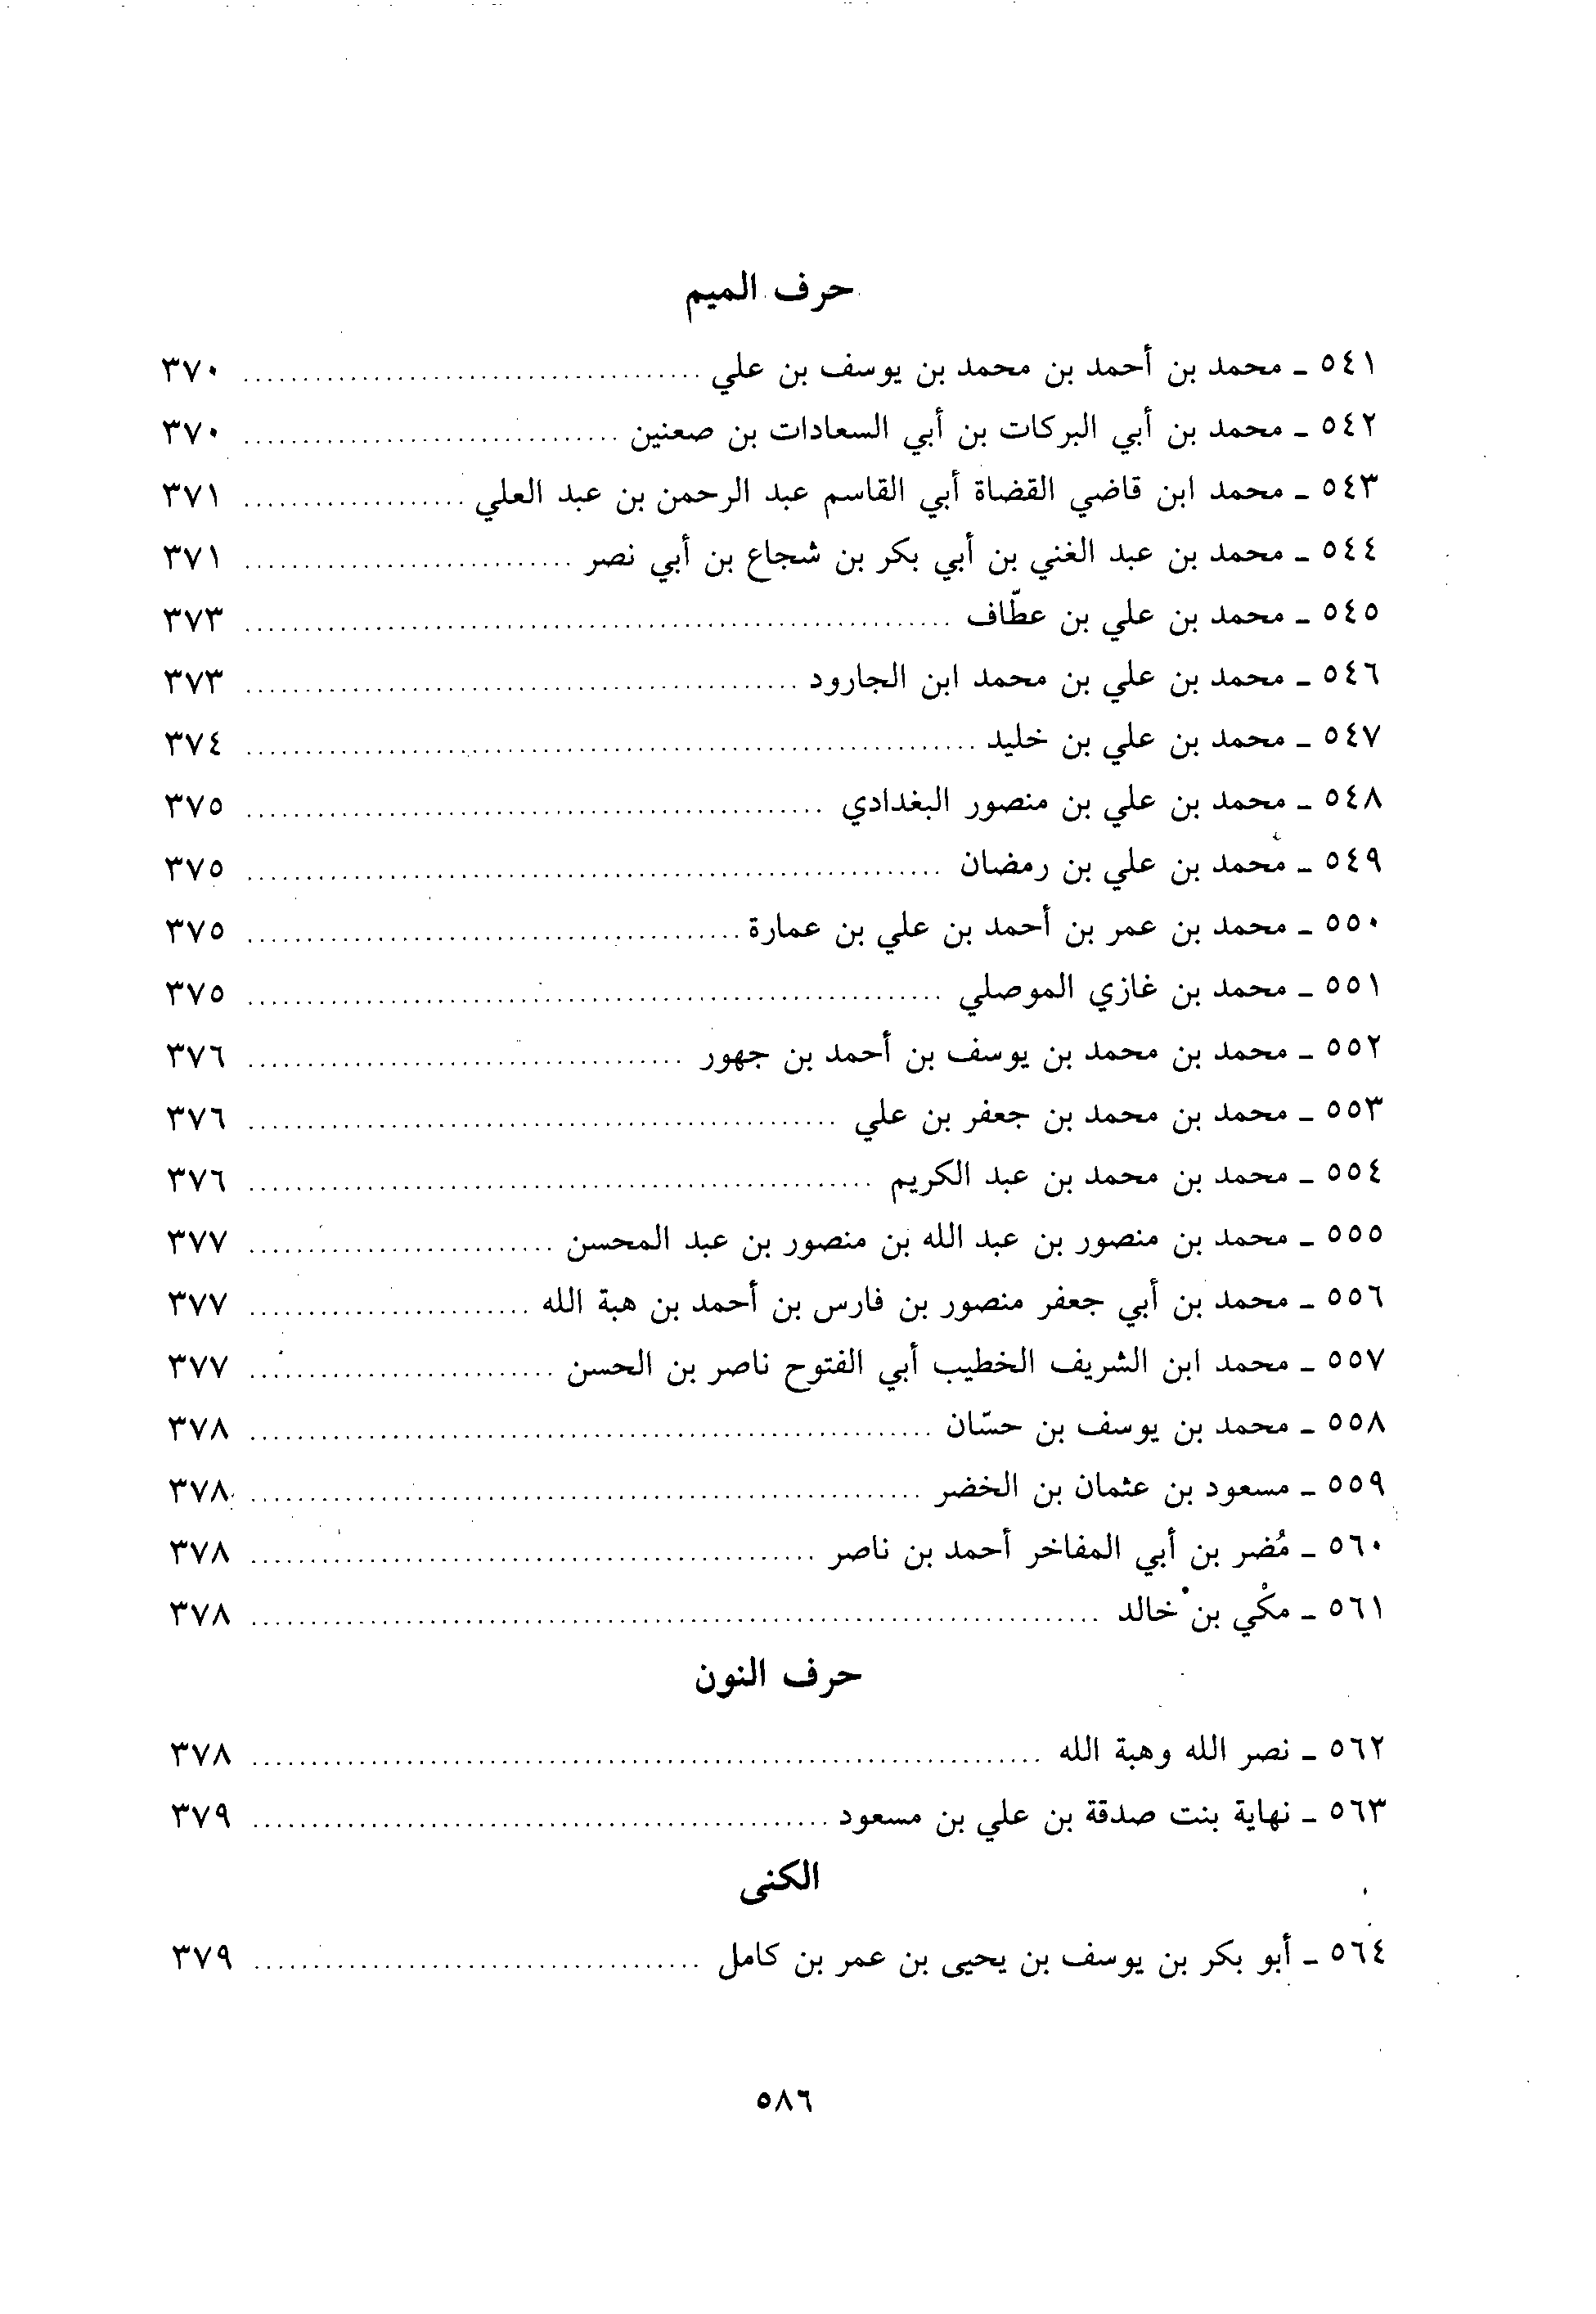 حرف الميم
٥٤١ ـ محمد بن أحمد بن محمد بن يوسف بن علي ........ ٣٧٠
٥٤٢ ـ محمد بن أبي البركات بن أبي السعادات بن صعنين ........ ٣٧٠
٥٤٣ ـ محمد ابن قاضي القضاة أبي القاسم عبد الرحمن بن عبد العلي ........ ٣٧١
٥٤٤ ـ محمد بن عبد الغني بن أبي بكر بن شجاع بن أبي نصر ........ ٣٧١
٥٤٥ ـ محمد بن علي بن عطّاف ........ ٣٧٣
٥٤٦ ـ محمد بن علي بن محمد ابن الجارود ........ ٣٧٣
٥٤٧ ـ محمد بن علي بن خليد ........ ٣٧٤
٥٤٨ ـ محمد بن علي بن منصور البغدادي ........ ٣٧٥
٥٤٩ ـ محمد بن علي بن رمضان ........ ٣٧٥
٥٥٠ ـ محمد بن عمر بن أحمد بن علي بن عمارة ........ ٣٧٥
٥٥١ ـ محمد بن غازي الموصلي ........ ٣٧٥
٥٥٢ ـ محمد بن محمد بن يوسف بن أحمد بن جهور ........ ٣٧٦
٥٥٣ ـ محمد بن محمد بن جعفر بن علي ........ ٣٧٦
٥٥٤ ـ محمد بن محمد بن عبد الكريم ........ ٣٧٦
٥٥٥ ـ محمد بن منصور بن عبد الله بن منصور بن عبد المحسن ........ ٣٧٧
٥٥٦ ـ محمد بن أبي جعفر منصور بن فارس بن أحمد بن هبة الله ........ ٣٧٧
٥٥٧ ـ محمد ابن الشريف الخطيب أبي الفتوح ناصر بن الحسن ........ ٣٧٧
٥٥٨ ـ محمد بن يوسف بن حسّان ........ ٣٧٨
٥٥٩ ـ مسعود بن عثمان بن الخضر ........ ٣٧٨
٥٦٠ ـ مُضر بن أبي المفاخر أحمد بن ناصر ........ ٣٧٨
٥٦١ ـ مكْي بن خالد ........ ٣٧٨
حرف النون
٥٦٢ ـ نصر الله وهبة الله ........ ٣٧٨
٥٦٣ ـ نهاية بنت صدقة بن علي بن مسعود ........ ٣٧٩
الكنى
٥٦٤ ـ أبو بكر بن يوسف بن يحيى بن عمر بن كامل ........ ٣٧٩
٥٨٦